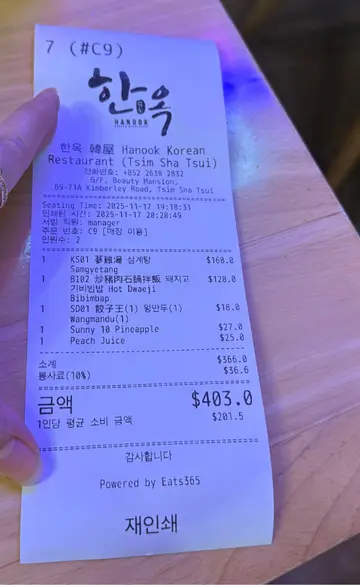 7 (#C9)
한옥
HANOOK
한옥 韓屋 Hanook Korean
Restaurant (Tsim Sha Tsui)
전화번호: +852 2638 2832
G/F, Beauty Mansion,
69-71A Kimberley Road, Tsim Sha Tsui
Seating Time: 2025-11-17 19:18:31
인쇄된 시간: 2025-11-17 20:20:49
서빙 직원: manager
주문 번호: C9 [매장 이용]
인원수: 2
1 KS01 蔘雞湯 삼계탕 $168.0
Samgyetang
1 BI02 炒豬肉石鍋拌飯 돼지고 $128.0
기비빔밥 Hot Dwaeji
Bibimbap
1 SD01 餃子王(1) 왕만두(1) $18.0
Wangmandu(1)
1 Sunny 10 Pineapple $27.0
1 Peach Juice $25.0
소계 $366.0
봉사료(10%) $36.6
금액 $403.0
1인당 평균 소비 금액 $201.5
감사합니다
Powered by Eats365
재인쇄